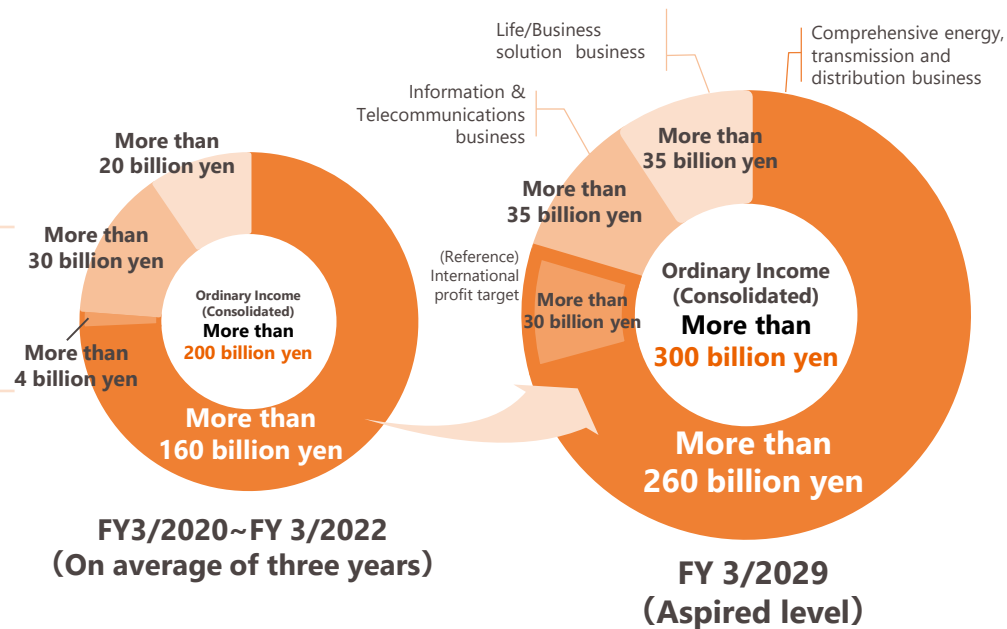 Life/Business
solution business
Comprehensive energy,
transmission and
distribution business
Information &
Telecommunications
business
More than
20 billion yen
More than
30 billion yen
More than
4 billion yen
Ordinary Income
(Consolidated)
More than
200 billion yen
More than
160 billion yen
FY3/2020~FY 3/2022
（On average of three years）
More than
35 billion yen
More than
35 billion yen
(Reference)
International
profit target
More than
30 billion yen
Ordinary Income
(Consolidated)
More than
300 billion yen
More than
260 billion yen
FY 3/2029
（Aspired level）